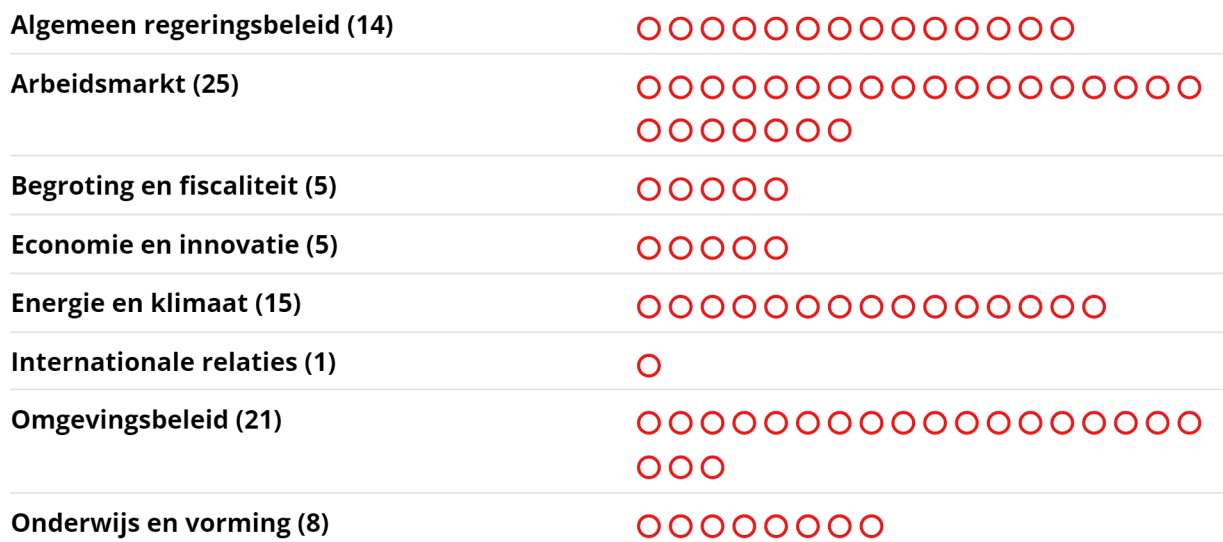 Algemeen regeringsbeleid (14)
Arbeidsmarkt (25)
Begroting en fiscaliteit (5)
Economie en innovatie (5)
Energie en klimaat (15)
Internationale relaties (1)
Omgevingsbeleid (21)
Onderwijs en vorming (8)